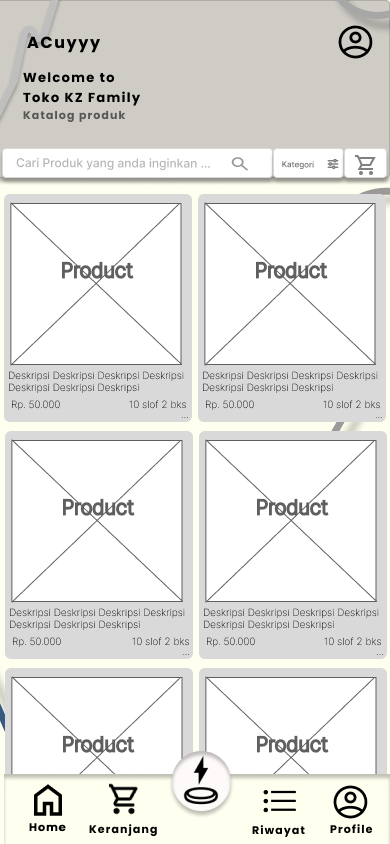 ACuyyy
Welcome to
Toko KZ Family
Katalog produk
Cari Produk yang anda inginkan ...
Kategori
Product
Product
Deskripsi Deskripsi Deskripsi Deskripsi
Deskripsi Deskripsi Deskripsi
Rp. 50.000
10 slof 2 bks
...
Deskripsi Deskripsi Deskripsi Deskripsi
Deskripsi Deskripsi Deskripsi
Rp. 50.000
10 slof 2 bks
...
Product
Product
Deskripsi Deskripsi Deskripsi Deskripsi
Deskripsi Deskripsi Deskripsi
Rp. 50.000
10 slof 2 bks
...
Deskripsi Deskripsi Deskripsi Deskripsi
Deskripsi Deskripsi Deskripsi
Rp. 50.000
10 slof 2 bks
...
Product
Product
Home
Keranjang
Riwayat
Profile